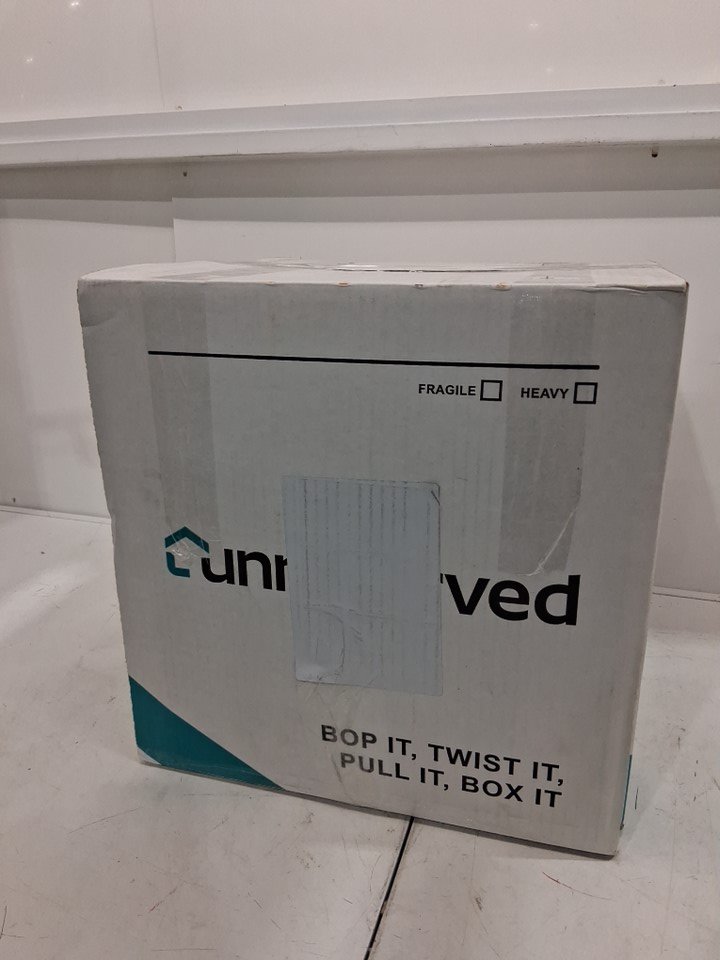 FRAGILE HEAVY
BOP IT, TWIST IT,
PULL IT, BOX IT